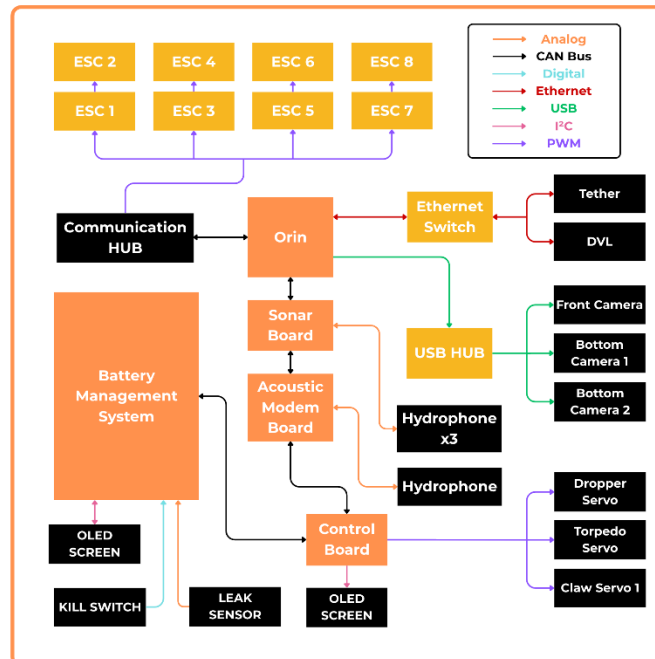 ESC 2
ESC 4
ESC 6
ESC 8
ESC 1
ESC 3
ESC 5
ESC 7
Analog
CAN Bus
Digital
Ethernet
USB
I²C
PWM
Communication
HUB
Orin
Ethernet
Switch
Tether
DVL
Sonar
Board
USB HUB
Front Camera
Bottom
Camera 1
Bottom
Camera 2
Battery
Management
System
Acoustic
Modem
Board
Hydrophone
x3
Hydrophone
Control
Board
Dropper
Servo
Torpedo
Servo
Claw Servo 1
OLED
SCREEN
KILL SWITCH
LEAK
SENSOR
OLED
SCREEN